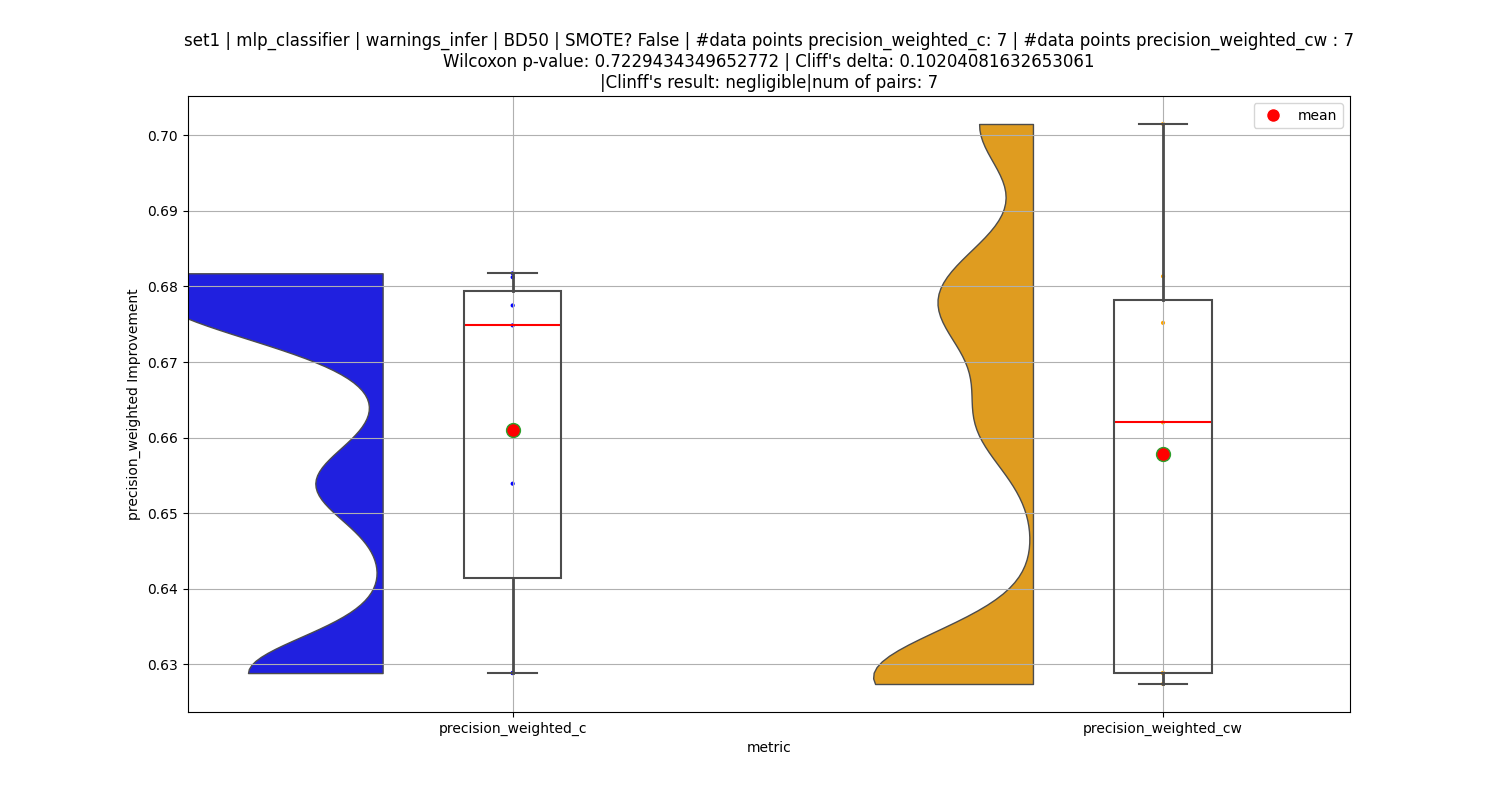 set1 | mlp_classifier | warnings_infer | BD50 | SMOTE? False | #data points precision_weighted_c: 7 | #data points precision_weighted_cw : 7
Wilcoxon p-value: 0.7229434349652772 | Cliff's delta: 0.10204081632653061
|Clinff's result: negligible|num of pairs: 7
mean
0.70
0.69
0.68
0.67
0.66
0.65
0.64
0.63
precision_weighted Improvement
precision_weighted_c
precision_weighted_cw
metric